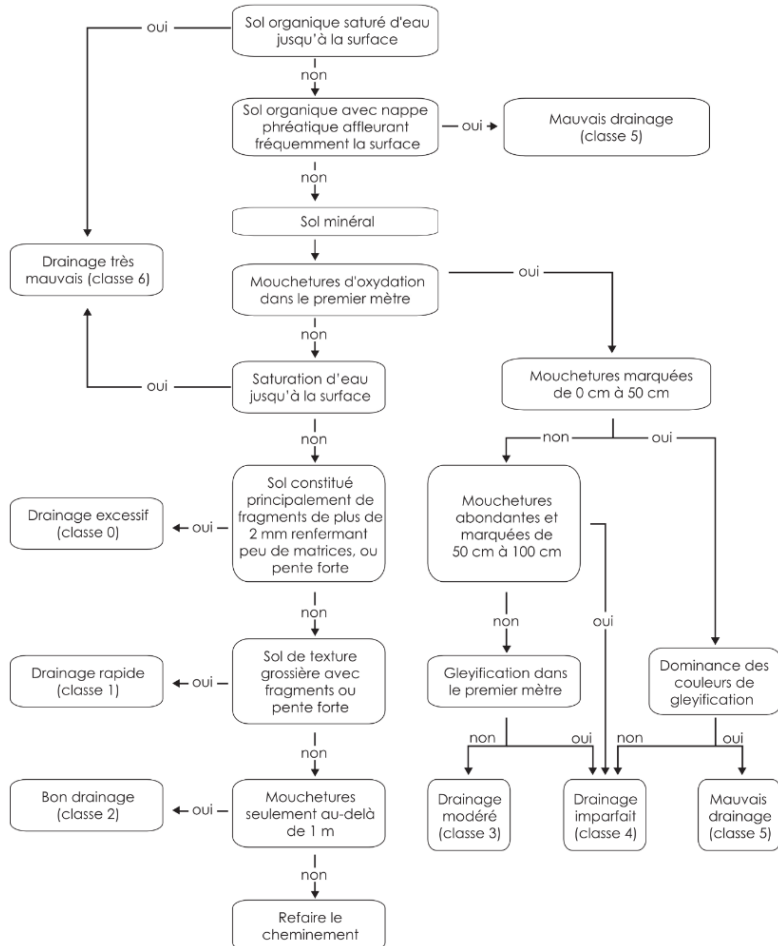 Sol organique saturé d'eau
jusqu'à la surface
oui
non
Sol organique avec nappe
phréatique affleurant
fréquemment la surface
oui
Mauvais drainage
(classe 5)
non
Sol minéral
Drainage très
mauvais (classe 6)
Mouchetures d'oxydation
dans le premier mètre
oui
non
oui
Saturation d'eau
jusqu'à la surface
Mouchetures marquées
de 0 cm à 50 cm
non
non
oui
Drainage excessif
(classe 0)
oui
Sol constitué
principalement de
fragments de plus de
2 mm renfermant
peu de matrices, ou
pente forte
Mouchetures
abondantes et
marquées de
50 cm à 100 cm
non
non
oui
Drainage rapide
(classe 1)
oui
Sol de texture
grossière avec
fragments ou
pente forte
Gleyification dans
le premier mètre
Dominance des
couleurs de
gleyification
non
non
oui
non
oui
Bon drainage
(classe 2)
oui
Mouchetures
seulement au-delà
de 1 m
Drainage
modéré
(classe 3)
Drainage
imparfait
(classe 4)
Mauvais
drainage
(classe 5)
non
Refaire le
cheminement